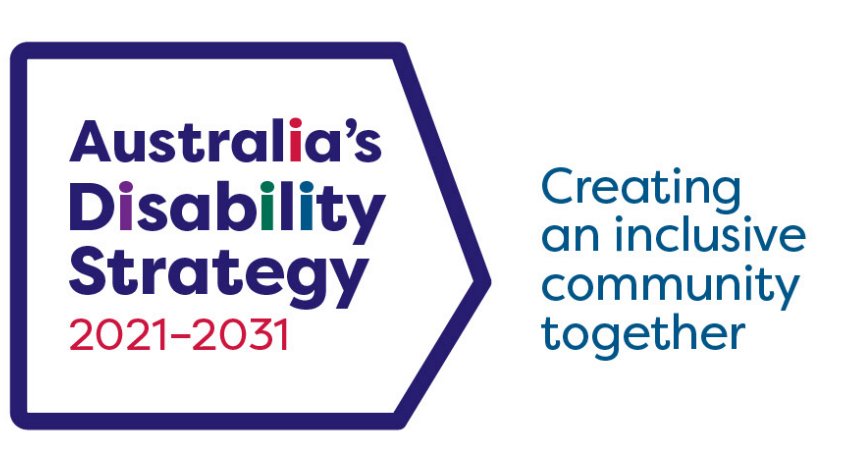 Australia's
Disability
Strategy
2021–2031
Creating
an inclusive
community
together